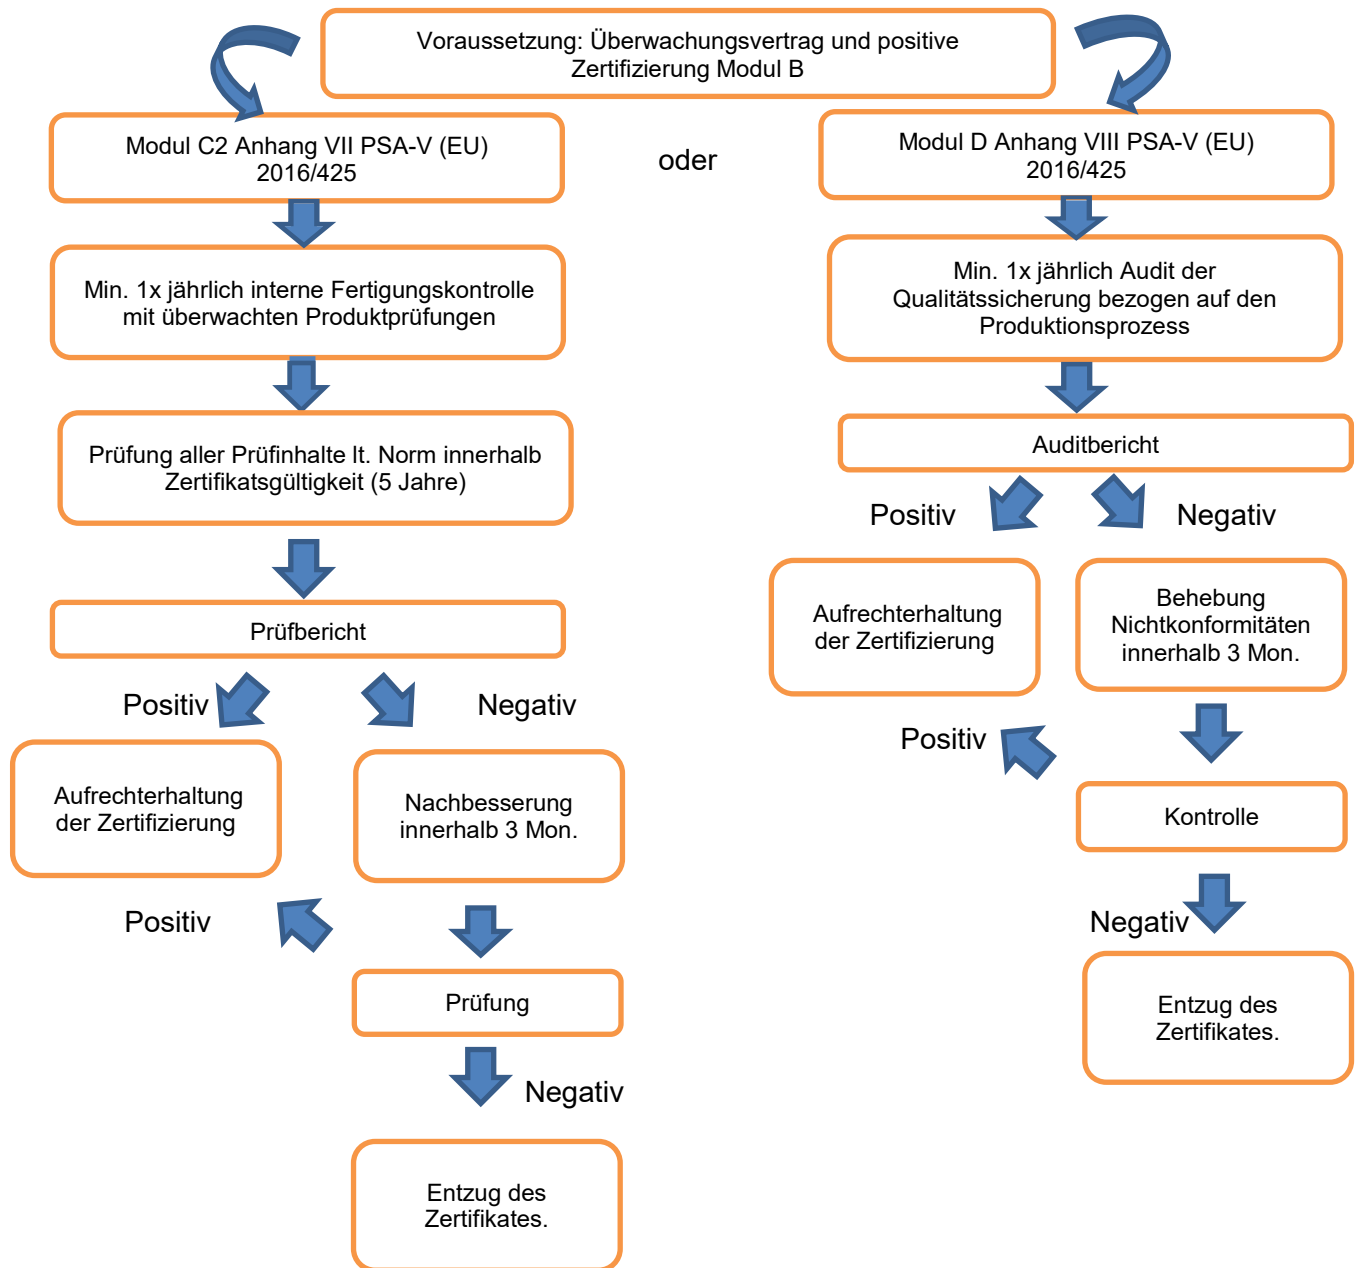 Voraussetzung: Überwachungsvertrag und positive
Zertifizierung Modul B
Modul C2 Anhang VII PSA-V (EU)
2016/425
oder
Modul D Anhang VIII PSA-V (EU)
2016/425
Min. 1x jährlich interne Fertigungskontrolle
mit überwachten Produktprüfungen
Prüfung aller Prüfinhalte lt. Norm innerhalb
Zertifikatsgültigkeit (5 Jahre)
Prüfbericht
Positiv
Negativ
Aufrechterhaltung
der Zertifizierung
Nachbesserung
innerhalb 3 Mon.
Positiv
Prüfung
Negativ
Entzug des
Zertifikates.
Min. 1x jährlich Audit der
Qualitätssicherung bezogen auf den
Produktionsprozess
Auditbericht
Positiv
Negativ
Aufrechterhaltung
der Zertifizierung
Behebung
Nichtkonformitäten
innerhalb 3 Mon.
Positiv
Kontrolle
Negativ
Entzug des
Zertifikates.